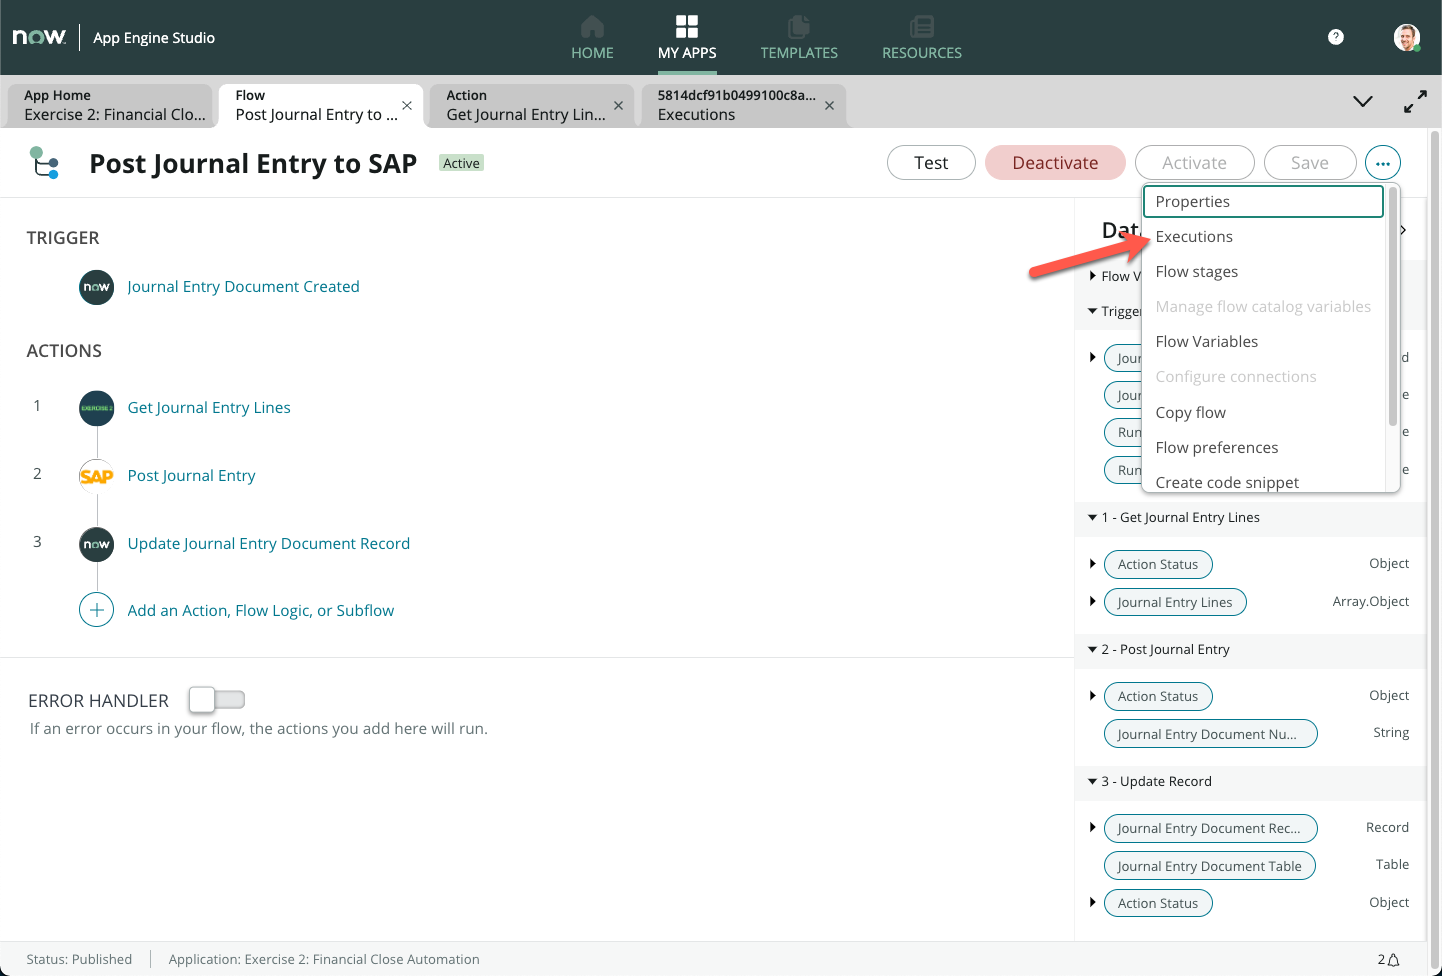 now
App Engine Studio
HOME
MY APPS
TEMPLATES
RESOURCES
?
App Home
Exercise 2: Financial Clo...
Flow
Post Journal Entry to ...
Action
Get Journal Entry Lin...
5814dcf91b0499100c8a...
Executions
Post Journal Entry to SAP
Active
Test
Deactivate
Activate
Save
...
Properties
Executions
Flow stages
Manage flow catalog variables
Flow Variables
Configure connections
Copy flow
Flow preferences
Create code snippet
TRIGGER
now
Journal Entry Document Created
ACTIONS
1
EXERCISE 2
Get Journal Entry Lines
2
SAP
Post Journal Entry
3
now
Update Journal Entry Document Record
Add an Action, Flow Logic, or Subflow
ERROR HANDLER
If an error occurs in your flow, the actions you add here will run.
Dat
Flow V
Trigger
Jour
d
Jour
e
Run
e
Run
e
1 - Get Journal Entry Lines
Action Status
Object
Journal Entry Lines
Array.Object
2 - Post Journal Entry
Action Status
Object
Journal Entry Document Nu...
String
3 - Update Record
Journal Entry Document Rec...
Record
Journal Entry Document Table
Table
Action Status
Object
Status: Published
Application: Exercise 2: Financial Close Automation
2